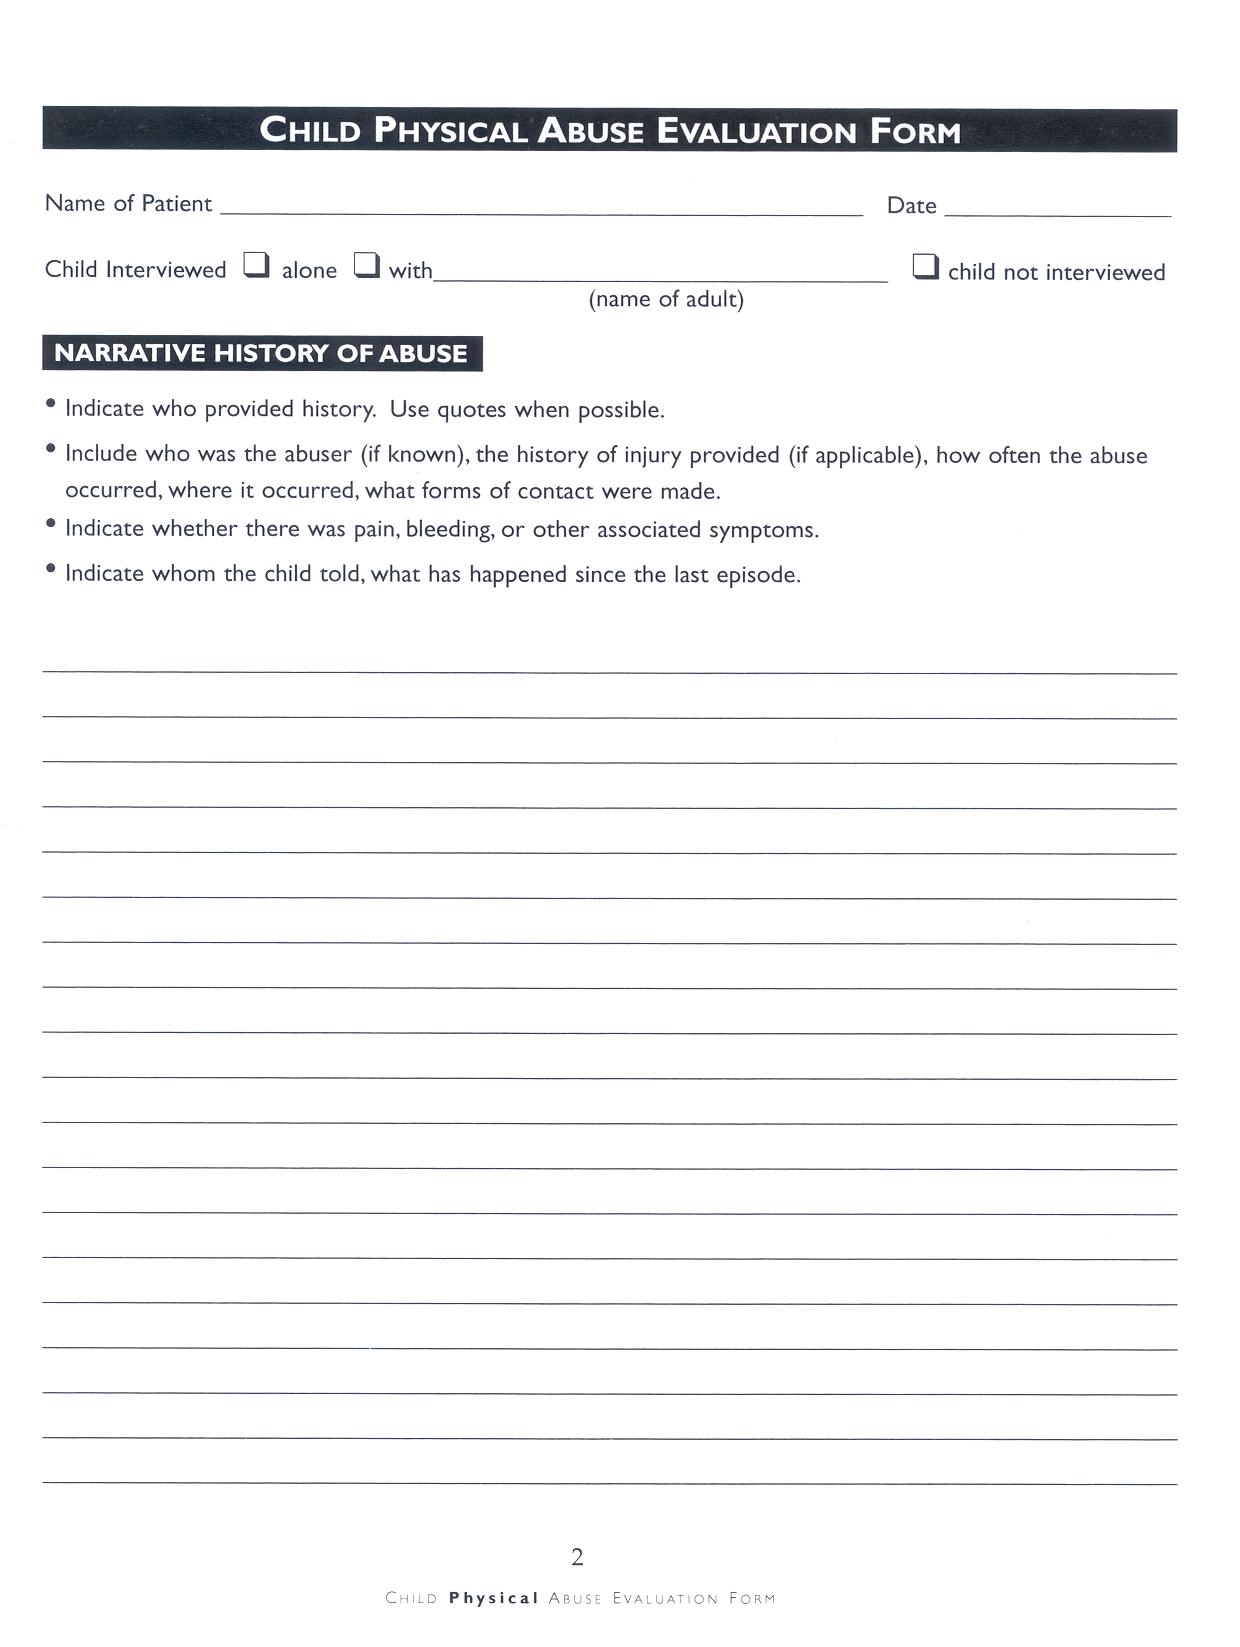 CHILD PHYSICAL ABUSE EVALUATION FORM
Name of Patient Date
Child Interviewed alone with child not interviewed
(name of adult)
NARRATIVE HISTORY OF ABUSE
• Indicate who provided history. Use quotes when possible.
• Include who was the abuser (if known), the history of injury provided (if applicable), how often the abuse
occurred, where it occurred, what forms of contact were made.
• Indicate whether there was pain, bleeding, or other associated symptoms.
• Indicate whom the child told, what has happened since the last episode.
2
CHILD Physical ABUSE EVALUATION FORM